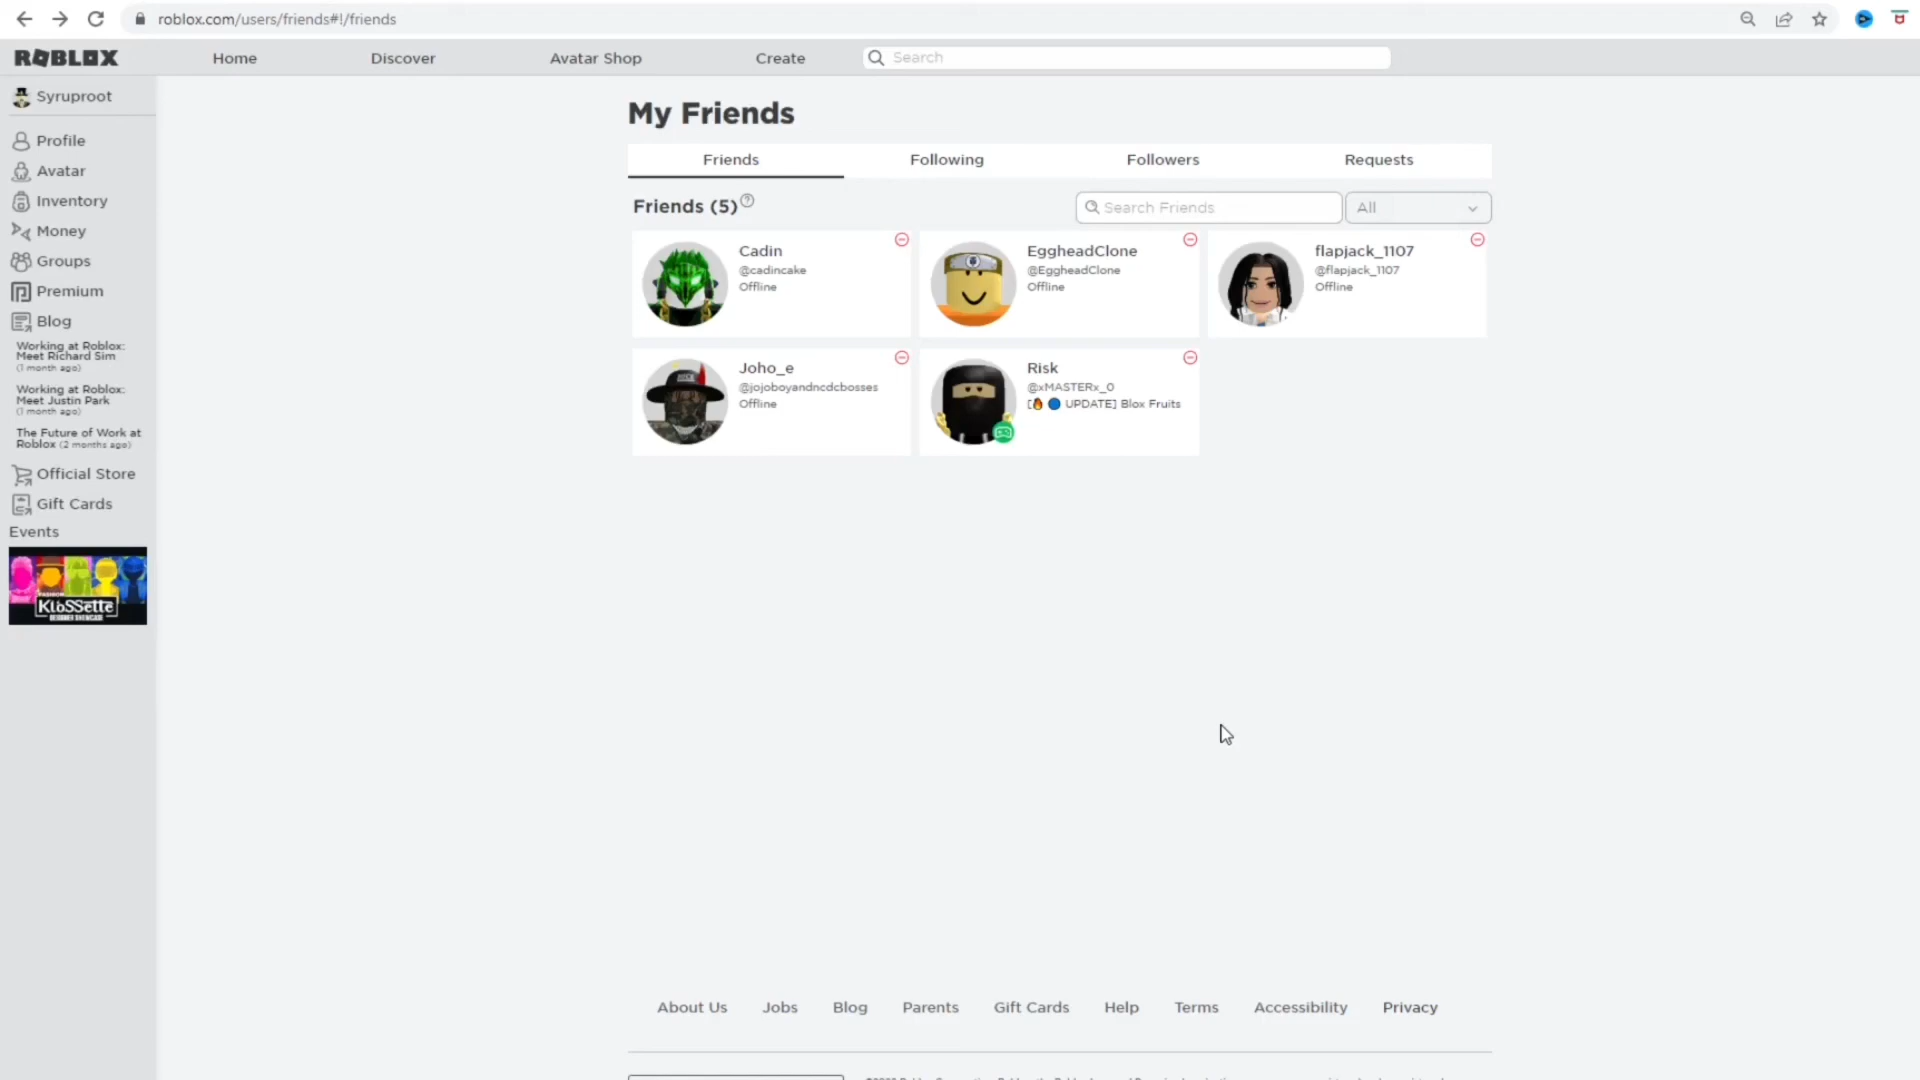 roblox.com/users/friends#!/friends
ROBLOX
Home
Discover
Avatar Shop
Create
Search
Syruproot
Profile
Avatar
Inventory
Money
Groups
Premium
Blog
Working at Roblox:
Meet Richard Sim
(1 month ago)
Working at Roblox:
Meet Justin Park
(1 month ago)
The Future of Work at
Roblox (2 months ago)
Official Store
Gift Cards
Events
FASHION
KLOSSette
DESIGNER SHOWCASE
My Friends
Friends
Following
Followers
Requests
Friends (5)
Search Friends
All
Cadin
@cadincake
Offline
EggheadClone
@EggheadClone
Offline
flapjack_1107
@flapjack_1107
Offline
Joho_e
@jojoboyandncdcbosses
Offline
Risk
@xMASTERx_0
[🔥 🔵 UPDATE] Blox Fruits
About Us
Jobs
Blog
Parents
Gift Cards
Help
Terms
Accessibility
Privacy